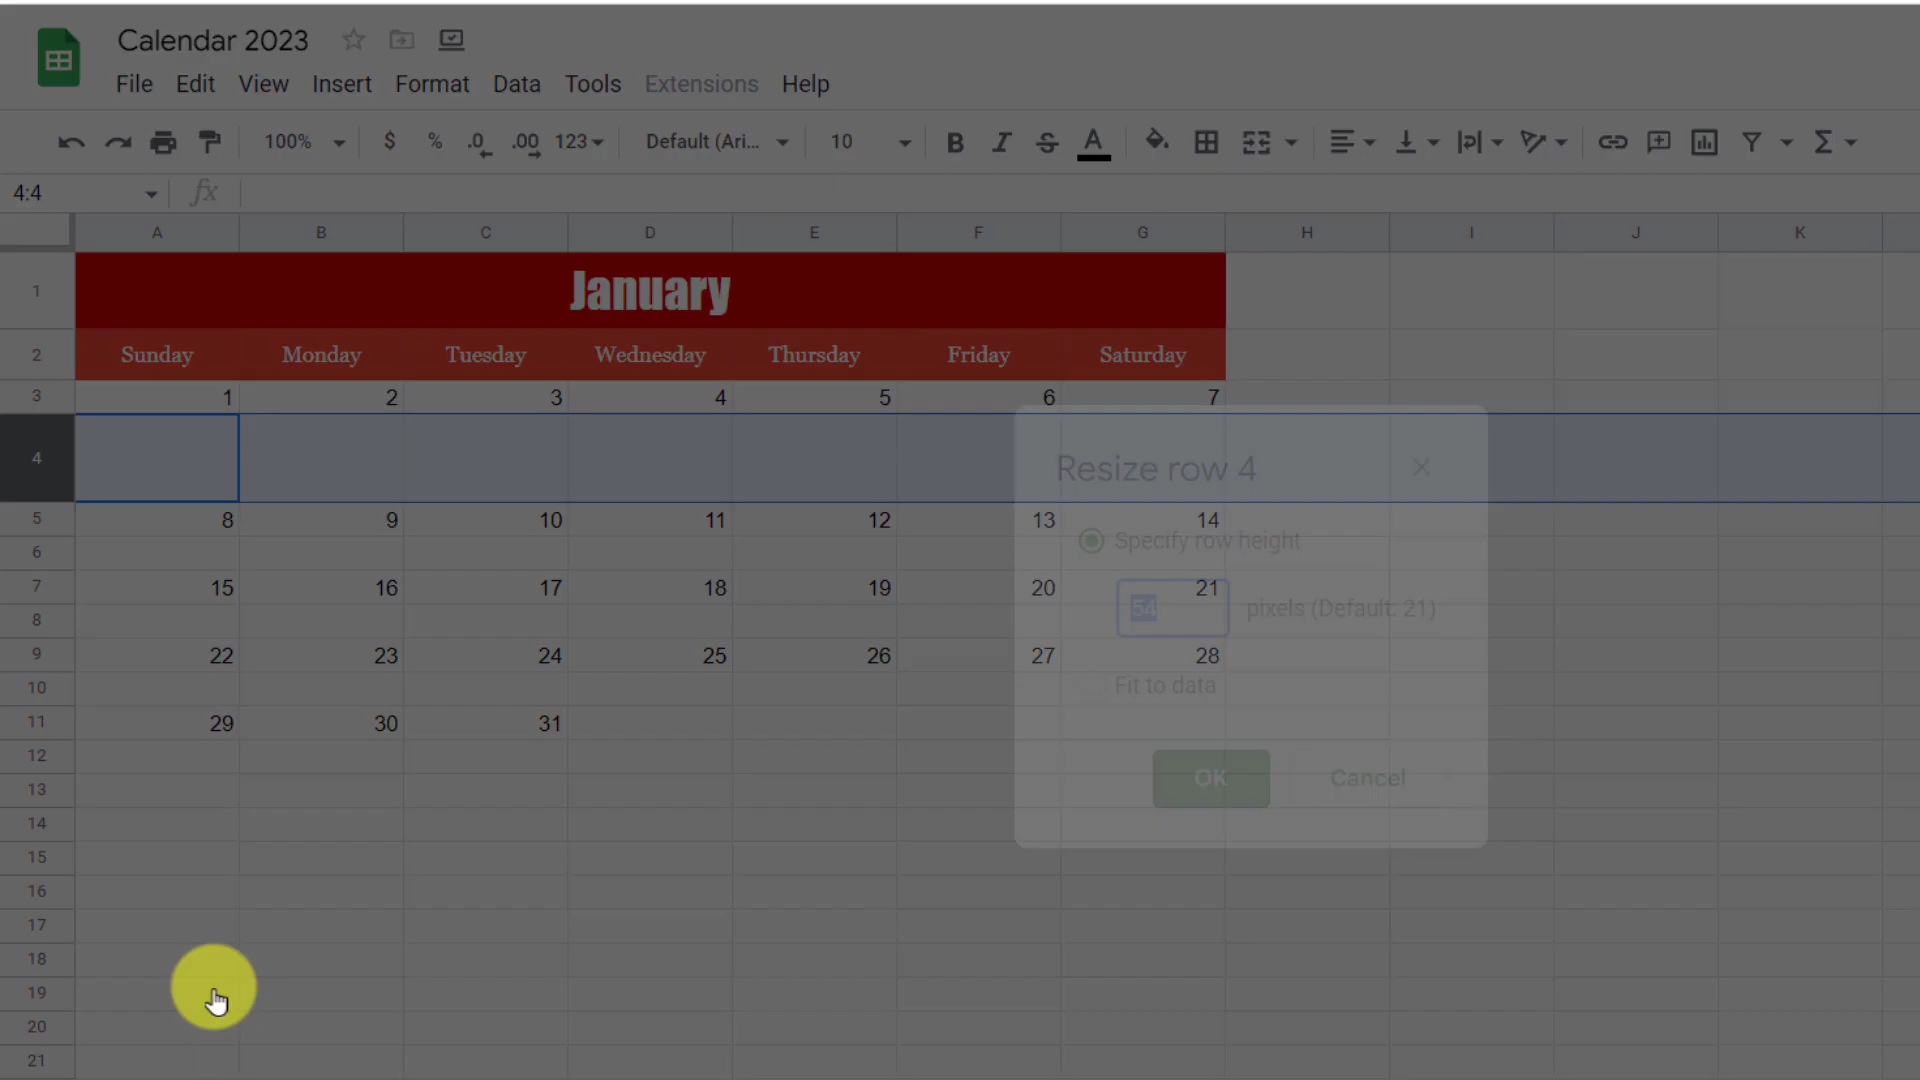 Calendar 2023
File Edit View Insert Format Data Tools Extensions Help
100% $ % .0 .00 123 Default (Ari... 10 B I S A Σ
4:4 fx
A B C D E F G H I J K
1 January
2 Sunday Monday Tuesday Wednesday Thursday Friday Saturday
3 1 2 3 4 5 6 7
4
5 8 9 10 11 12 13 14
6
7 15 16 17 18 19 20 21
8
9 22 23 24 25 26 27 28
10
11 29 30 31
12
13
14
15
16
17
18
19
20
21
Resize row 4
Specify row height
54 pixels (Default: 21)
Fit to data
OK Cancel